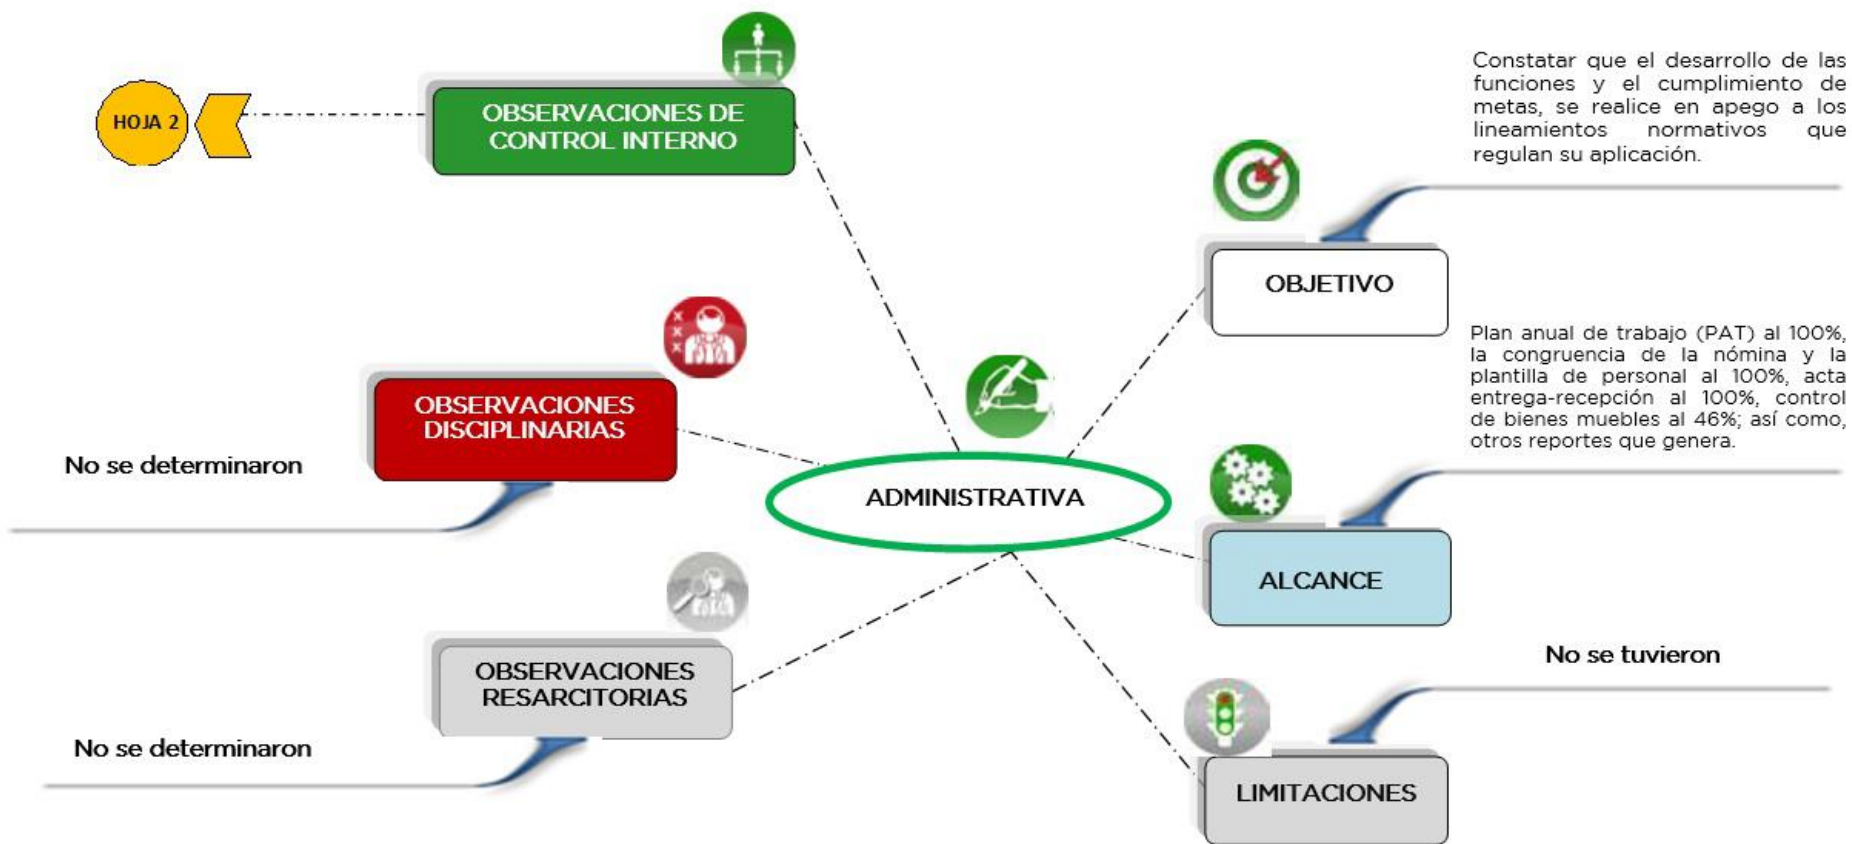 HOJA 2
OBSERVACIONES DE
CONTROL INTERNO
Constatar que el desarrollo de las
funciones y el cumplimiento de
metas, se realice en apego a los
lineamientos normativos que
regulan su aplicación.
OBJETIVO
Plan anual de trabajo (PAT) al 100%,
la congruencia de la nómina y la
plantilla de personal al 100%, acta
entrega-recepción al 100%, control
de bienes muebles al 46%; así como,
otros reportes que genera.
OBSERVACIONES
DISCIPLINARIAS
No se determinaron
ADMINISTRATIVA
ALCANCE
OBSERVACIONES
RESARCITORIAS
No se determinaron
No se tuvieron
LIMITACIONES